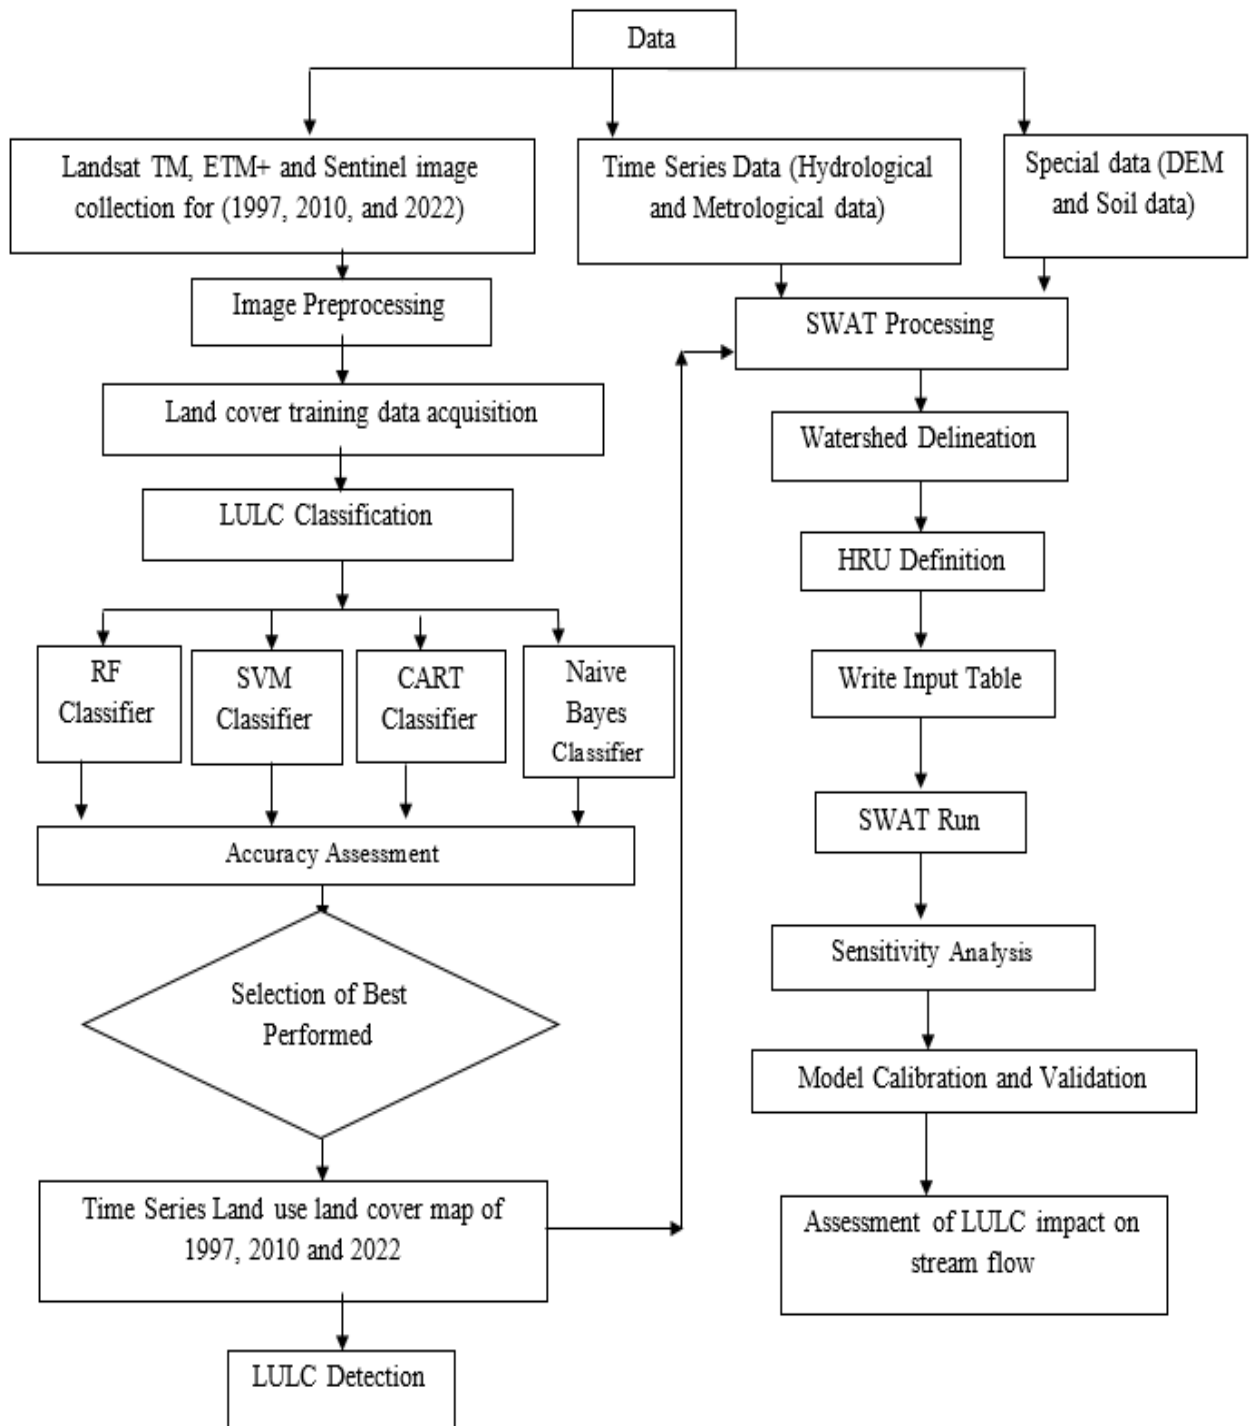 Data
Landsat TM, ETM+ and Sentinel image
collection for (1997, 2010, and 2022)
Time Series Data (Hydrological
and Metrological data)
Special data (DEM
and Soil data)
Image Preprocessing
SWAT Processing
Land cover training data acquisition
Watershed Delineation
LULC Classification
HRU Definition
RF
Classifier
SVM
Classifier
CART
Classifier
Naive
Bayes
Classifier
Write Input Table
SWAT Run
Accuracy Assessment
Sensitivity Analysis
Selection of Best
Performed
Model Calibration and Validation
Time Series Land use land cover map of
1997, 2010 and 2022
Assessment of LULC impact on
stream flow
LULC Detection